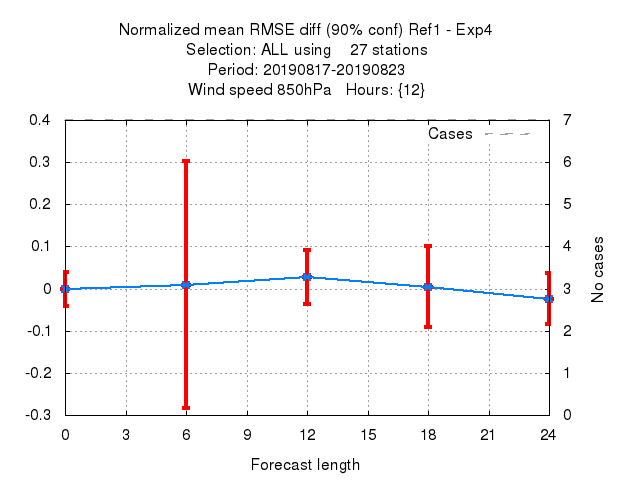 Normalized mean RMSE diff (90% conf) Ref1 - Exp4
Selection: ALL using 27 stations
Period: 20190817-20190823
Wind speed 850hPa Hours: {12}
Cases
0.4
0.3
0.2
0.1
0
-0.1
-0.2
-0.3
7
6
5
4
3
2
1
0
No cases
0 3 6 9 12 15 18 21 24
Forecast length